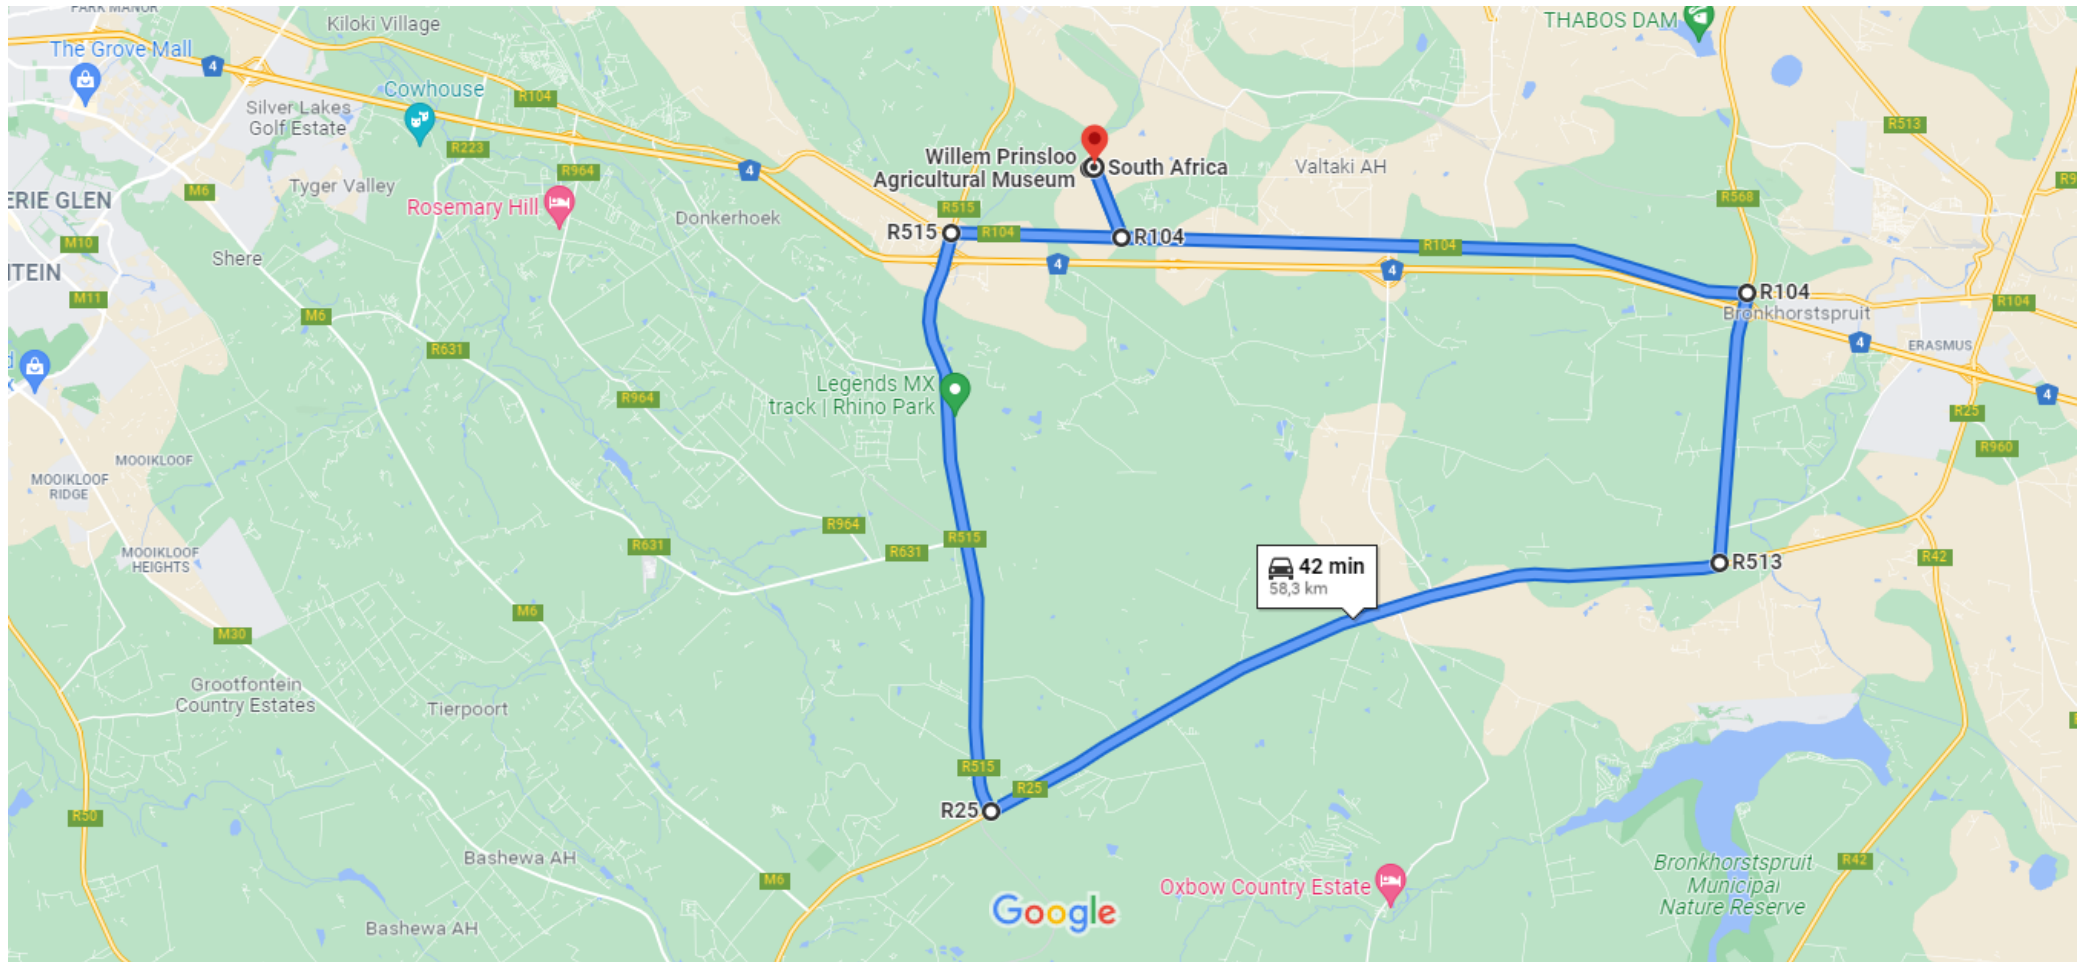 PARK MANOR
Kiloki Village
THABOS DAM
The Grove Mall
4
Cowhouse
R104
Silver Lakes
Golf Estate
R513
R223
Willem Prinsloo
Agricultural Museum
South Africa
Valtaki AH
4
R964
M6
Tyger Valley
ERIE GLEN
Rosemary Hill
Donkerhoek
R515
R568
R515
R104
R104
R104
M10
Shere
4
4
NTEIN
M11
R104
R104
Bronkhorstspruit
M6
R631
4
ERASMUS
Legends MX
track | Rhino Park
R964
4
R25
R960
MOOIKLOOF
MOOIKLOOF
RIDGE
R964
R515
R631
R631
MOOIKLOOF
HEIGHTS
42 min
58,3 km
R513
R42
M6
M30
Grootfontein
Country Estates
Tierpoort
R515
R25
R25
R50
Bashewa AH
M6
Oxbow Country Estate
Bronkhorstspruit
Municipal
Nature Reserve
R42
Google
Bashewa AH